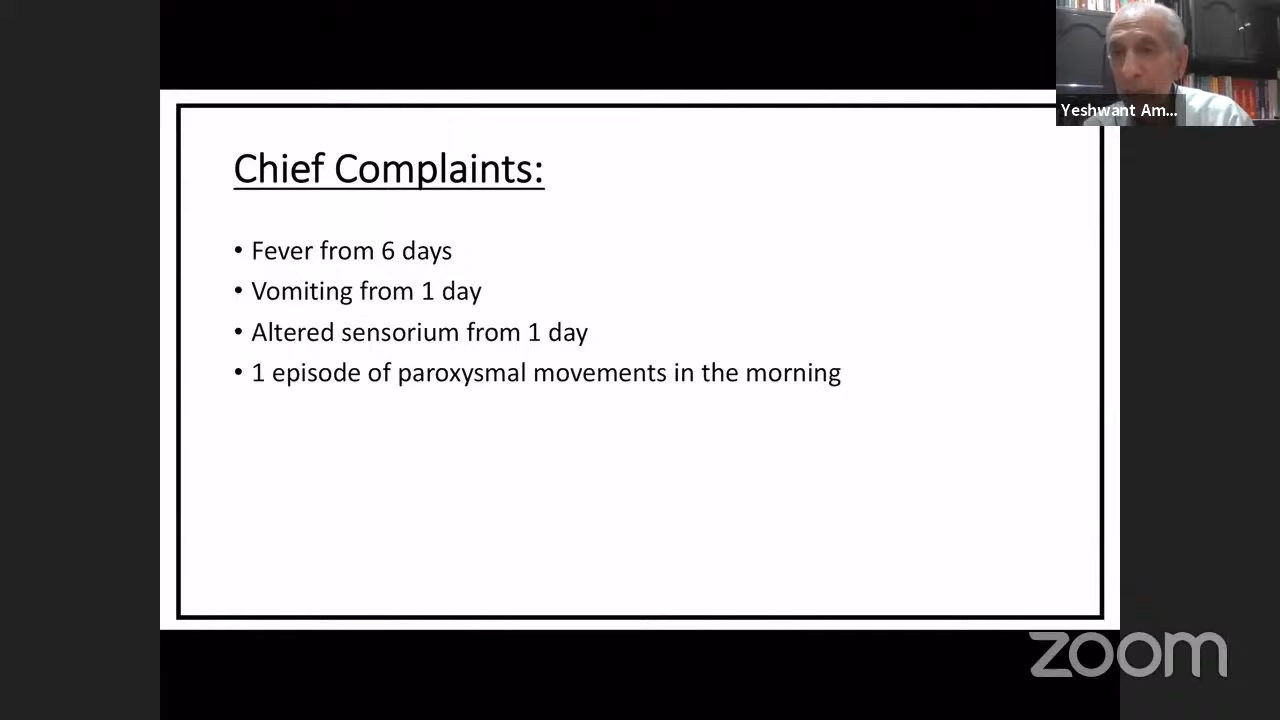 Yeshwant Am...
Chief Complaints:
• Fever from 6 days
• Vomiting from 1 day
• Altered sensorium from 1 day
• 1 episode of paroxysmal movements in the morning
zoom